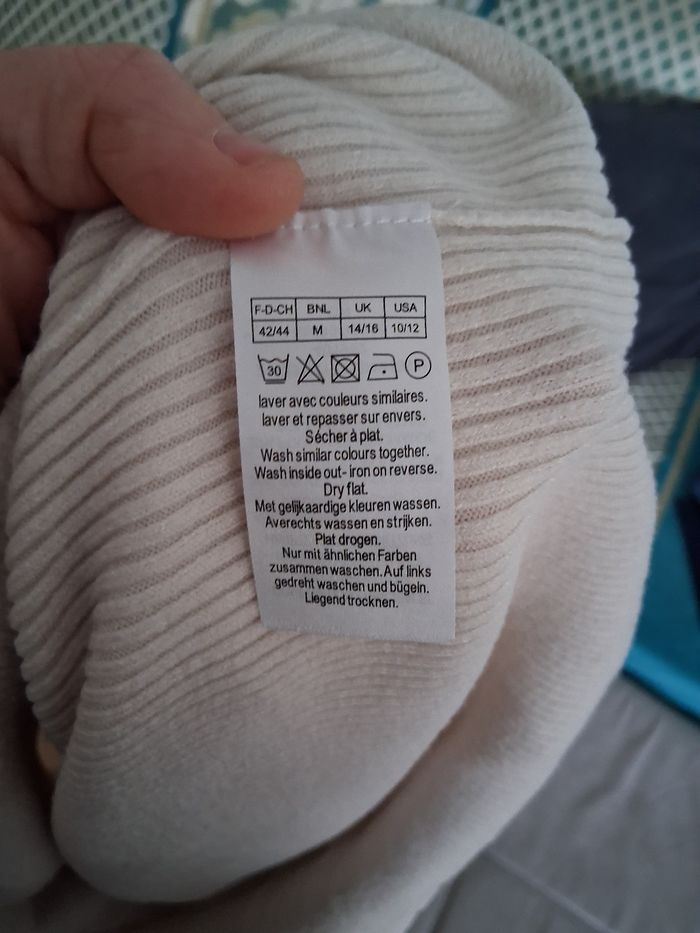 F-D-CH BNL UK USA
42/44 M 14/16 10/12
30 P
laver avec couleurs similaires.
laver et repasser sur envers.
Sécher à plat.
Wash similar colours together.
Wash inside out- iron on reverse.
Dry flat.
Met gelijkaardige kleuren wassen.
Averechts wassen en strijken.
Plat drogen.
Nur mit ähnlichen Farben
zusammen waschen. Auf links
gedreht waschen und bügeln.
Liegend trocknen.